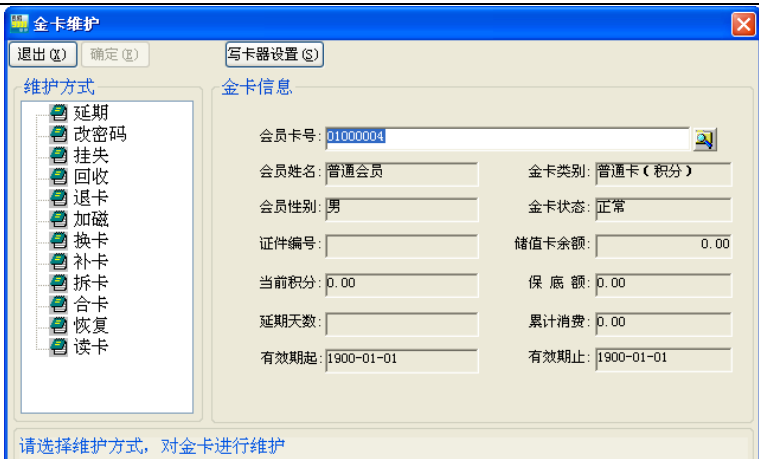 金卡维护
退出(X) 确定(E) 写卡器设置(S)
维护方式
延期
改密码
挂失
回收
退卡
加磁
换卡
补卡
拆卡
合卡
恢复
读卡
金卡信息
会员卡号: 01000004
会员姓名: 普通会员 金卡类别: 普通卡(积分)
会员性别: 男 金卡状态: 正常
证件编号: 储值卡余额: 0.00
当前积分: 0.00 保 底 额: 0.00
延期天数: 累计消费: 0.00
有效期起: 1900-01-01 有效期止: 1900-01-01
请选择维护方式, 对金卡进行维护